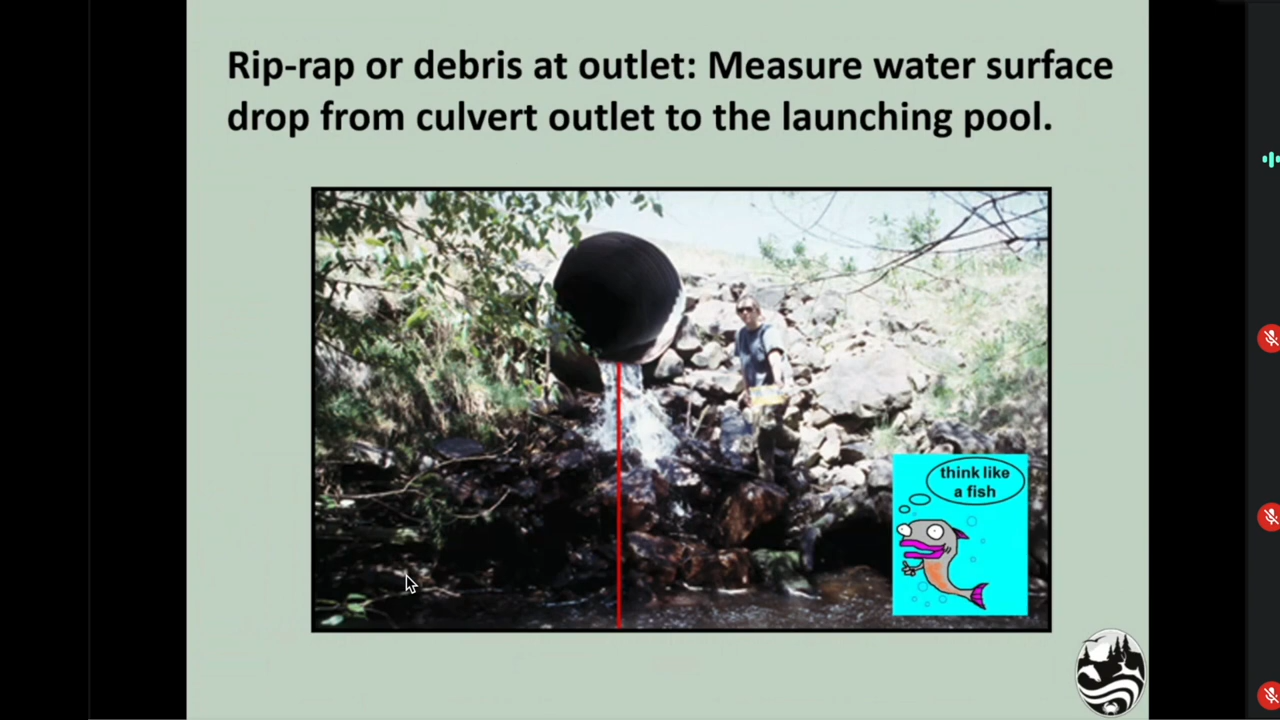 Rip-rap or debris at outlet: Measure water surface
drop from culvert outlet to the launching pool.
think like
a fish